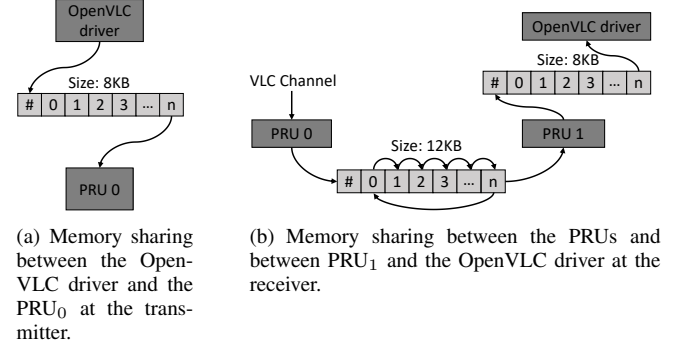 OpenVLC
driver
Size: 8KB
# 0 1 2 3 ... n
PRU 0
(a) Memory sharing
between the Open-
VLC driver and the
PRU0 at the trans-
mitter.
OpenVLC driver
Size: 8KB
# 0 1 2 3 ... n
VLC Channel
PRU 0
PRU 1
Size: 12KB
# 0 1 2 3 ... n
(b) Memory sharing between the PRUs and
between PRU1 and the OpenVLC driver at the
receiver.